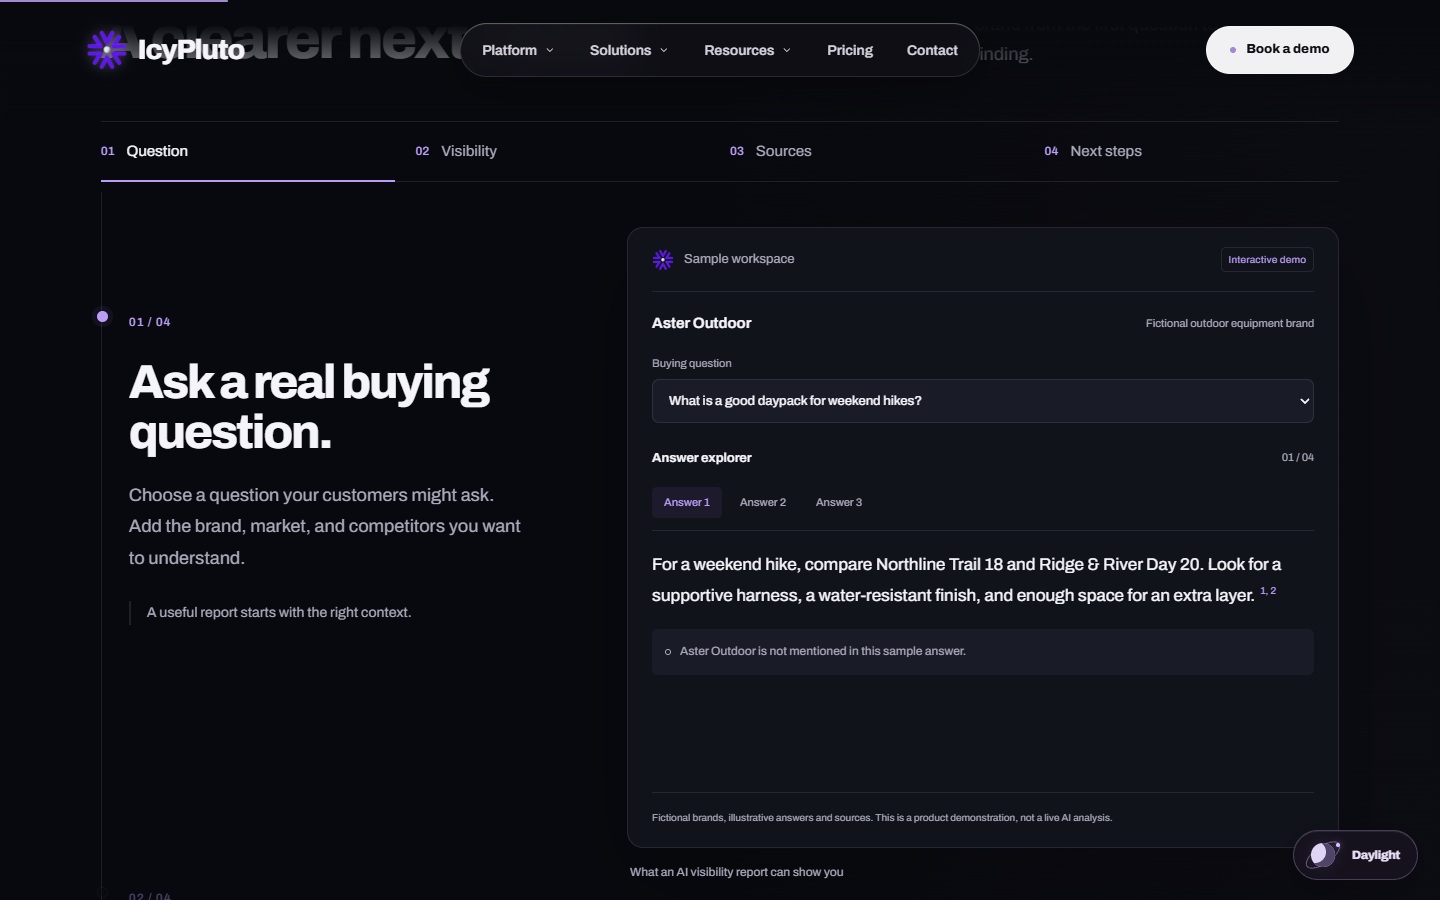 A clearer next
inding.
IcyPluto
Platform
Solutions
Resources
Pricing
Contact
Book a demo
01 Question
02 Visibility
03 Sources
04 Next steps
01 / 04
Ask a real buying
question.
Choose a question your customers might ask.
Add the brand, market, and competitors you want
to understand.
A useful report starts with the right context.
Sample workspace
Interactive demo
Aster Outdoor
Fictional outdoor equipment brand
Buying question
What is a good daypack for weekend hikes?
Answer explorer
01 / 04
Answer 1
Answer 2
Answer 3
For a weekend hike, compare Northline Trail 18 and Ridge & River Day 20. Look for a
supportive harness, a water-resistant finish, and enough space for an extra layer. 1, 2
Aster Outdoor is not mentioned in this sample answer.
Fictional brands, illustrative answers and sources. This is a product demonstration, not a live AI analysis.
What an AI visibility report can show you
Daylight
02 / 04